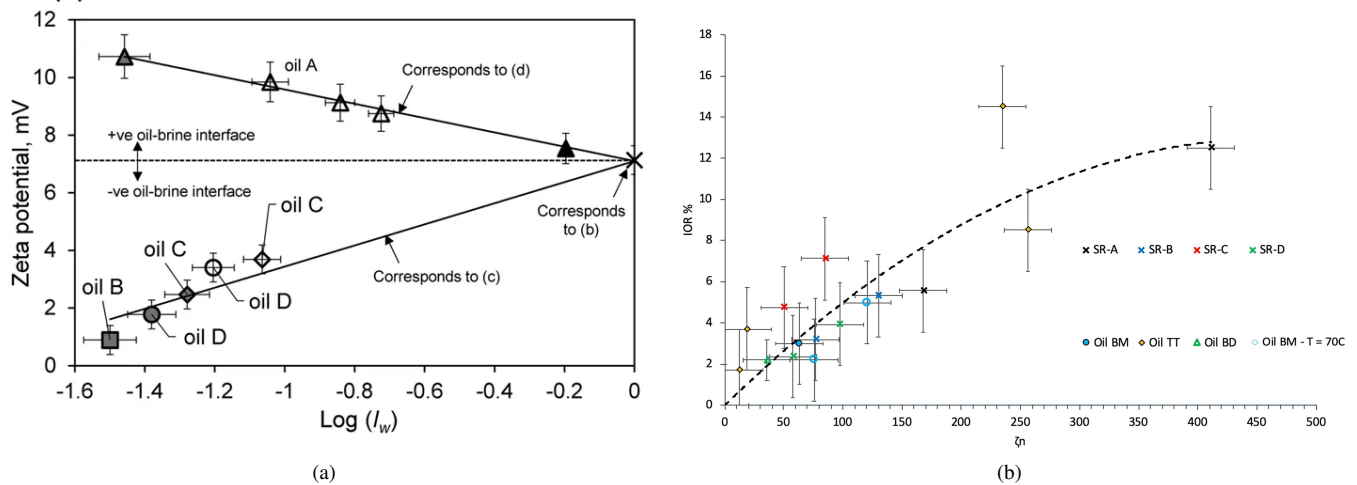 12
10
8
6
4
2
0
Zeta potential, mV
oil A
Corresponds to (d)
+ve oil-brine interface
-ve oil-brine interface
Corresponds
to (b)
oil C
oil C
Corresponds to (c)
oil D
oil B
oil D
-1.6 -1.4 -1.2 -1 -0.8 -0.6 -0.4 -0.2 0
Log (Iw)
(a)
18
16
14
12
10
8
6
4
2
0
IOR %
SR-A SR-B SR-C SR-D
Oil BM Oil TT Oil BD Oil BM - T = 70C
0 50 100 150 200 250 300 350 400 450 500
ζn
(b)